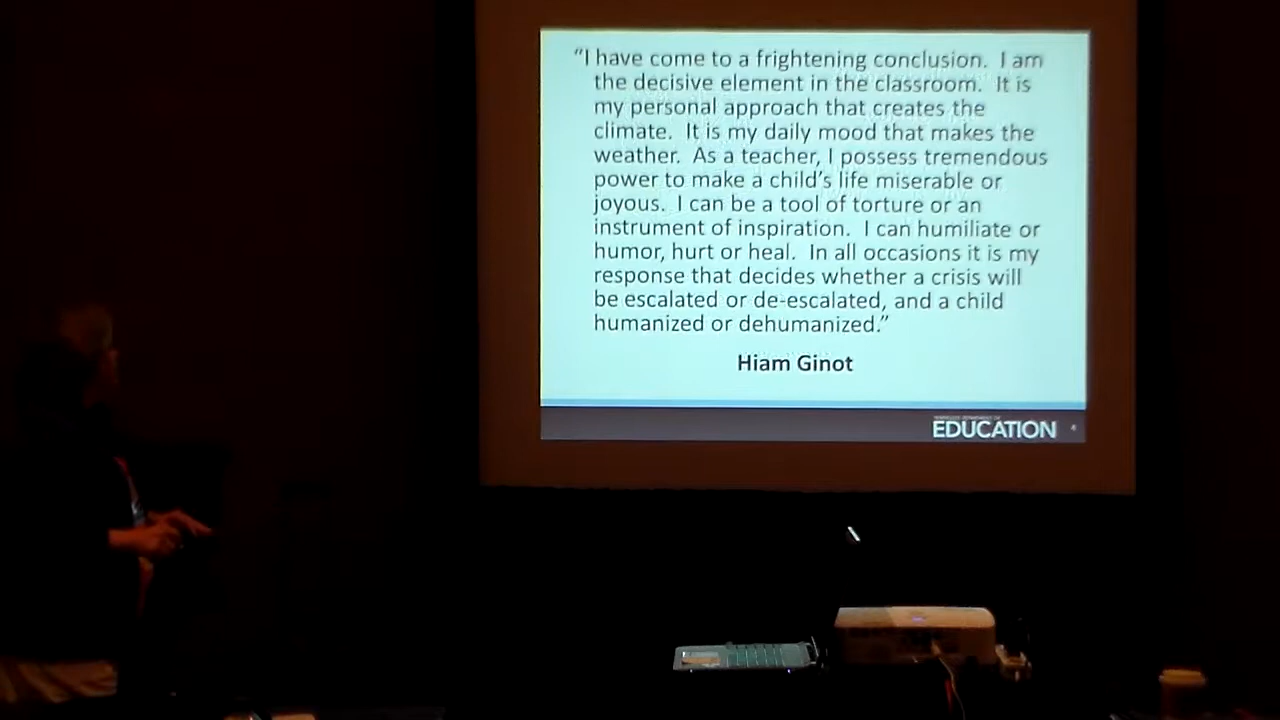 “I have come to a frightening conclusion. I am
the decisive element in the classroom. It is
my personal approach that creates the
climate. It is my daily mood that makes the
weather. As a teacher, I possess tremendous
power to make a child’s life miserable or
joyous. I can be a tool of torture or an
instrument of inspiration. I can humiliate or
humor, hurt or heal. In all occasions it is my
response that decides whether a crisis will
be escalated or de-escalated, and a child
humanized or dehumanized.”
Hiam Ginot
EDUCATION